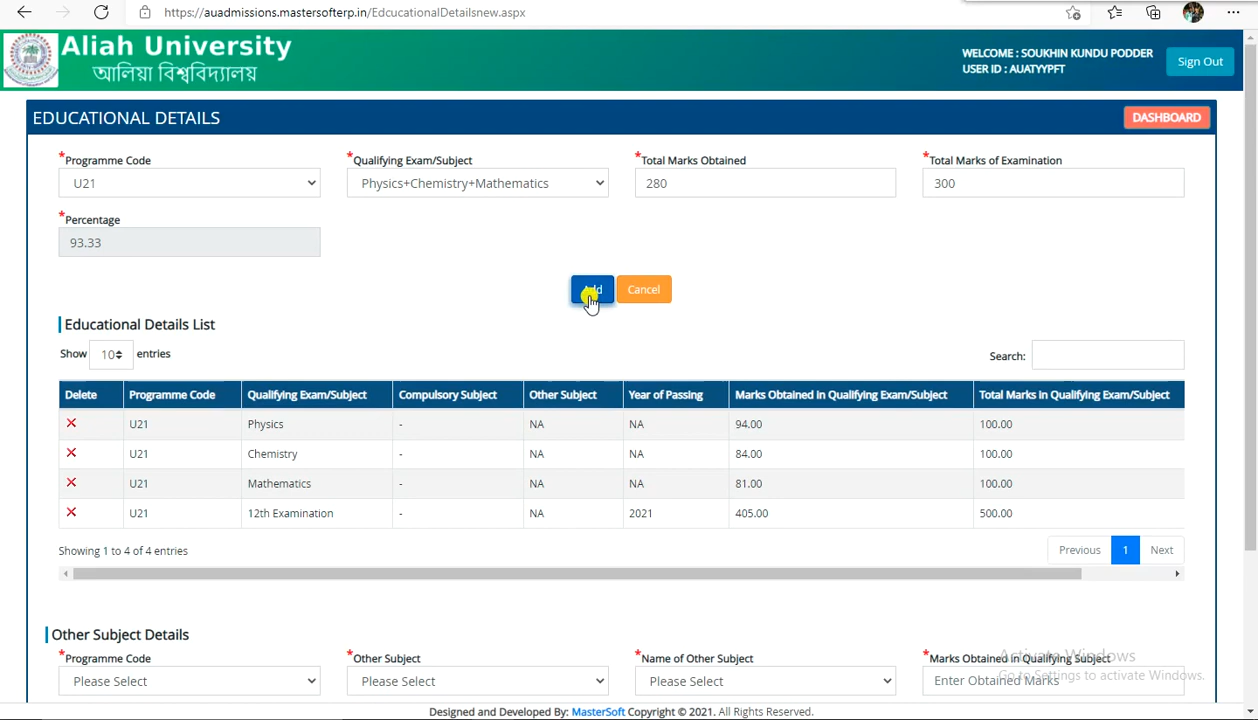 https://auadmissions.mastersofterp.in/EdcucationalDetailsnew.aspx
Aliah University
আলিয়া বিশ্ববিদ্যালয়
WELCOME : SOUKHIN KUNDU PODDER
USER ID : AUATYYPFT
Sign Out
EDUCATIONAL DETAILS
DASHBOARD
*Programme Code *Qualifying Exam/Subject *Total Marks Obtained *Total Marks of Examination
U21 Physics+Chemistry+Mathematics 280 300
*Percentage
93.33
Cancel
Educational Details List
Show 10 entries Search:
Delete Programme Code Qualifying Exam/Subject Compulsory Subject Other Subject Year of Passing Marks Obtained In Qualifying Exam/Subject Total Marks In Qualifying Exam/Subject
U21 Physics - NA NA 94.00 100.00
U21 Chemistry - NA NA 84.00 100.00
U21 Mathematics - NA NA 81.00 100.00
U21 12th Examination - NA 2021 405.00 500.00
Showing 1 to 4 of 4 entries Previous 1 Next
Other Subject Details
*Programme Code *Other Subject *Name of Other Subject *Marks Obtained in Qualifying Subject
Please Select Please Select Please Select Enter Obtained Marks
Activate Windows
Go to Settings to activate Windows.
Designed and Developed By: MasterSoft Copyright © 2021. All Rights Reserved.